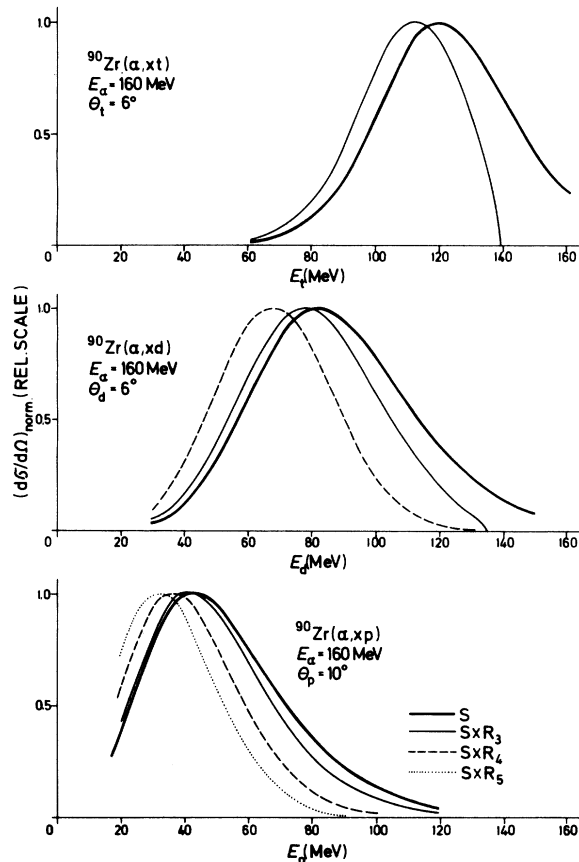 1.0
⁹⁰Zr(α,xt)
Eα = 160 MeV
θt = 6°
0.5
0 20 40 60 80 100 120 140 160
Et(MeV)
(dσ/dΩ)norm. (REL. SCALE)
1.0
⁹⁰Zr(α,xd)
Eα = 160 MeV
θd = 6°
0.5
0 20 40 60 80 100 120 140 160
Ed(MeV)
1.0
⁹⁰Zr(α,xp)
Eα = 160 MeV
θp = 10°
0.5
S
S×R₃
S×R₄
S×R₅
0 20 40 60 80 100 120 140 160
Ep(MeV)